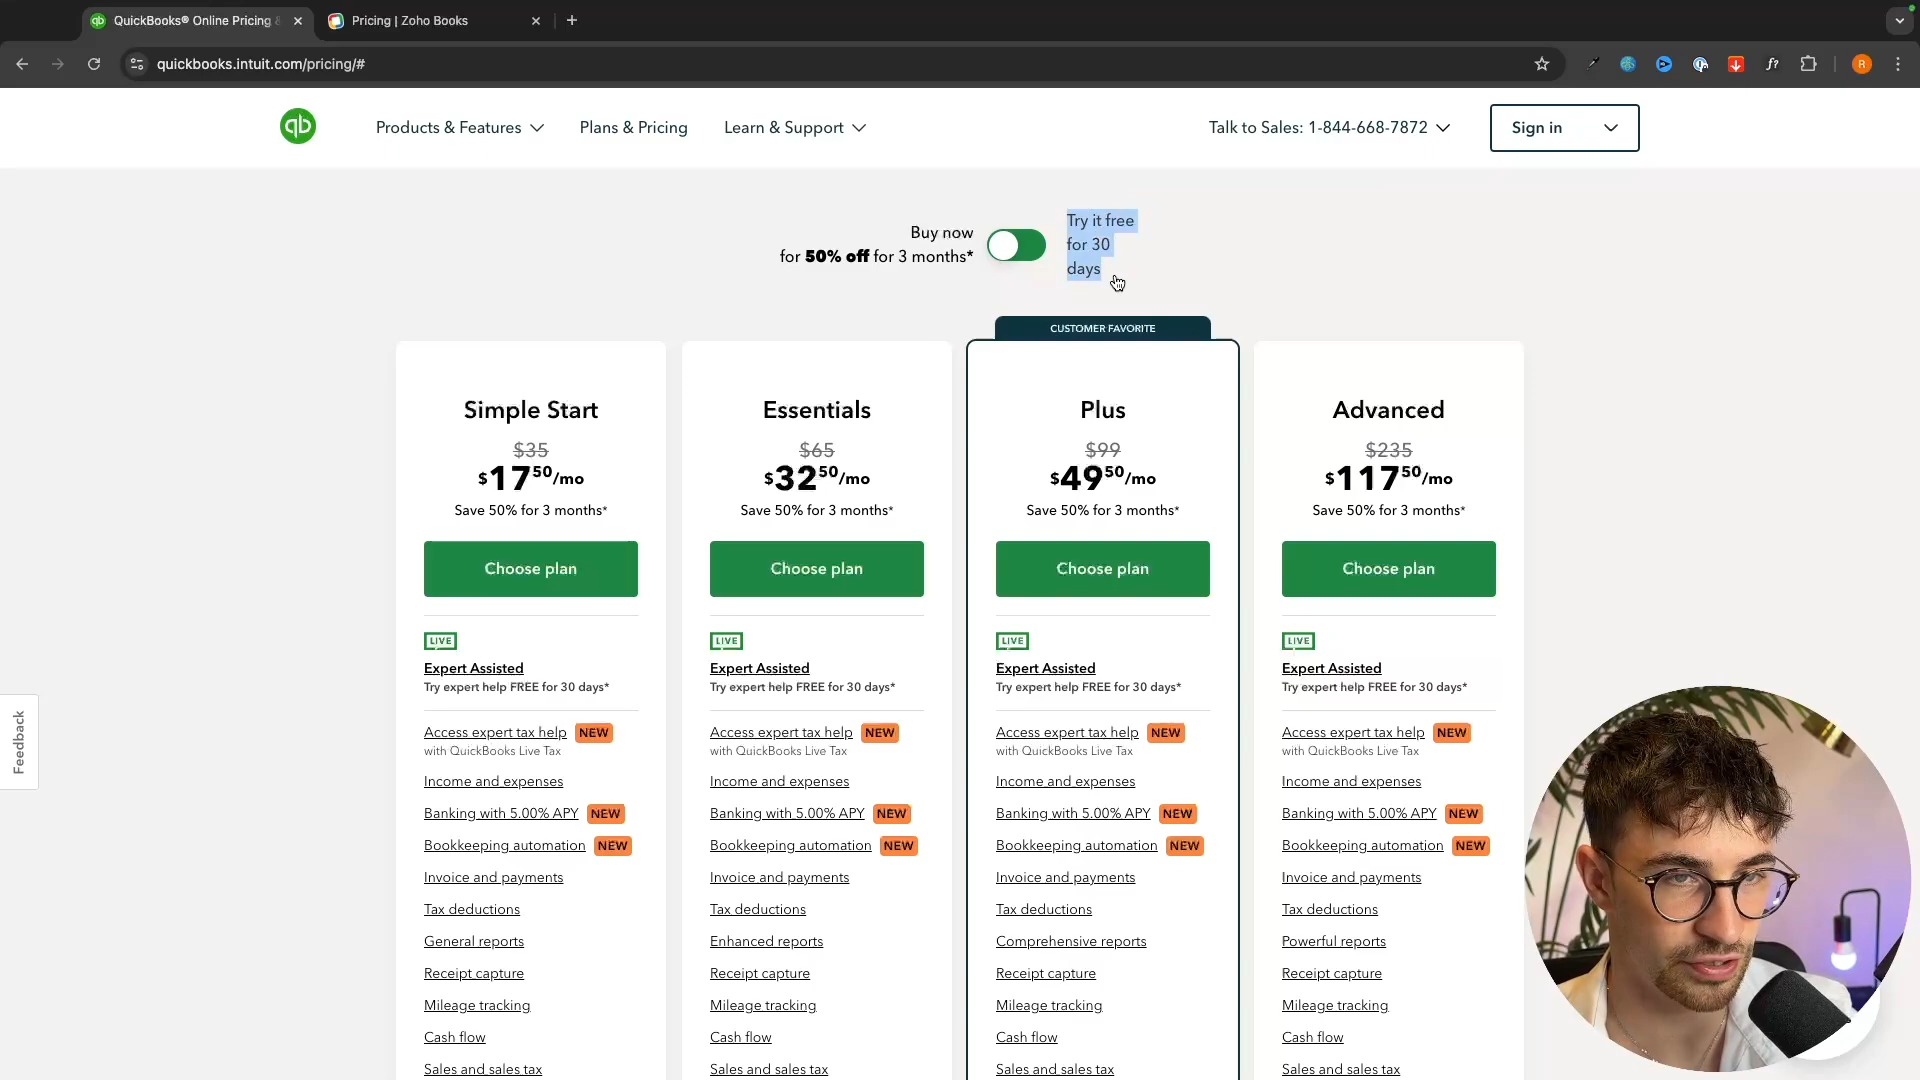 QuickBooks® Online Pricing &
Pricing | Zoho Books
quickbooks.intuit.com/pricing/#
R
qb
Products & Features
Plans & Pricing
Learn & Support
Talk to Sales: 1-844-668-7872
Sign in
Buy now
for 50% off for 3 months*
Try it free
for 30
days
CUSTOMER FAVORITE
Simple Start
$35
$1750/mo
Save 50% for 3 months*
Choose plan
LIVE
Expert Assisted
Try expert help FREE for 30 days*
Access expert tax help NEW
with QuickBooks Live Tax
Income and expenses
Banking with 5.00% APY NEW
Bookkeeping automation NEW
Invoice and payments
Tax deductions
General reports
Receipt capture
Mileage tracking
Cash flow
Sales and sales tax
Essentials
$65
$3250/mo
Save 50% for 3 months*
Choose plan
LIVE
Expert Assisted
Try expert help FREE for 30 days*
Access expert tax help NEW
with QuickBooks Live Tax
Income and expenses
Banking with 5.00% APY NEW
Bookkeeping automation NEW
Invoice and payments
Tax deductions
Enhanced reports
Receipt capture
Mileage tracking
Cash flow
Sales and sales tax
Plus
$99
$4950/mo
Save 50% for 3 months*
Choose plan
LIVE
Expert Assisted
Try expert help FREE for 30 days*
Access expert tax help NEW
with QuickBooks Live Tax
Income and expenses
Banking with 5.00% APY NEW
Bookkeeping automation NEW
Invoice and payments
Tax deductions
Comprehensive reports
Receipt capture
Mileage tracking
Cash flow
Sales and sales tax
Advanced
$235
$11750/mo
Save 50% for 3 months*
Choose plan
LIVE
Expert Assisted
Try expert help FREE for 30 days*
Access expert tax help NEW
with QuickBooks Live Tax
Income and expenses
Banking with 5.00% APY NEW
Bookkeeping automation NEW
Invoice and payments
Tax deductions
Powerful reports
Receipt capture
Mileage tracking
Cash flow
Sales and sales tax
Feedback